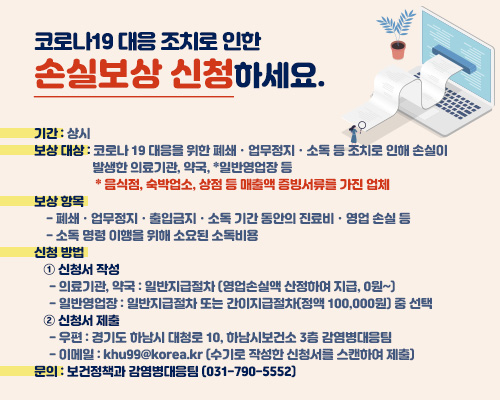 코로나19 대응 조치로 인한
손실보상 신청하세요.
기간 : 상시
보상 대상 : 코로나 19 대응을 위한 폐쇄 · 업무정지 · 소독 등 조치로 인해 손실이
발생한 의료기관, 약국, *일반영업장 등
* 음식점, 숙박업소, 상점 등 매출액 증빙서류를 가진 업체
보상 항목
- 폐쇄 · 업무정지 · 출입금지 · 소독 기간 동안의 진료비 · 영업 손실 등
- 소독 명령 이행을 위해 소요된 소독비용
신청 방법
① 신청서 작성
- 의료기관, 약국 : 일반지급절차 (영업손실액 산정하여 지급, 0원~)
- 일반영업장 : 일반지급절차 또는 간이지급절차(정액 100,000원) 중 선택
② 신청서 제출
- 우편 : 경기도 하남시 대청로 10, 하남시보건소 3층 감염병대응팀
- 이메일 : khu99@korea.kr (수기로 작성한 신청서를 스캔하여 제출)
문의 : 보건정책과 감염병대응팀 (031-790-5552)